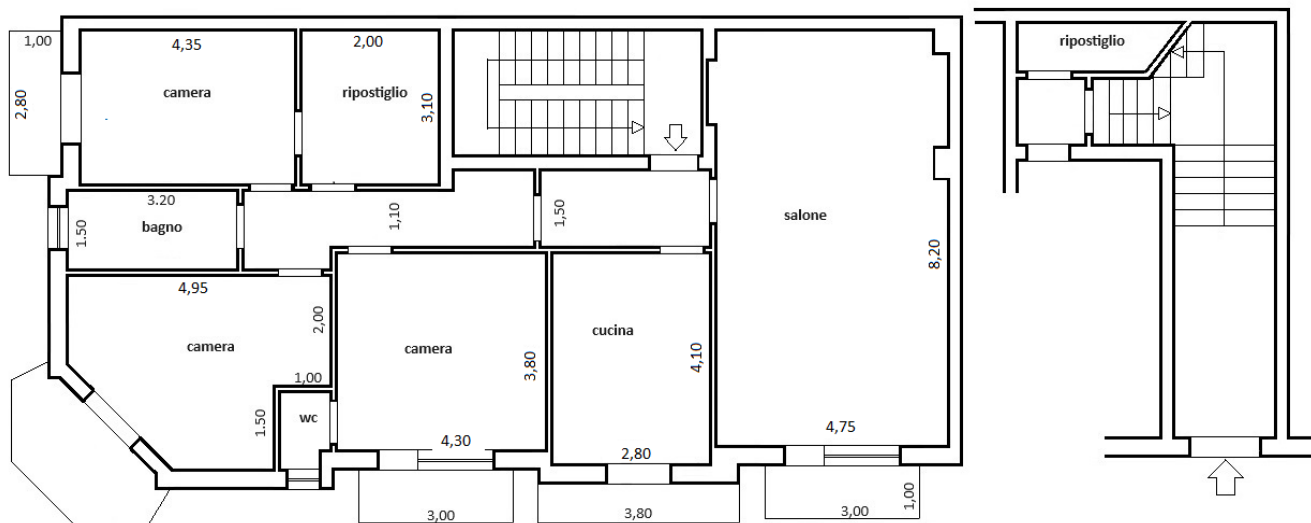 1,00
4,35
2,00
ripostiglio
camera
ripostiglio
2,80
3,10
3.20
bagno
1.50
1,10
1,50
salone
8,20
4,95
2,00
camera
camera
cucina
3,80
4,10
1,00
wc
1.50
4,30
2,80
4,75
3,00
3,80
3,00
1,00